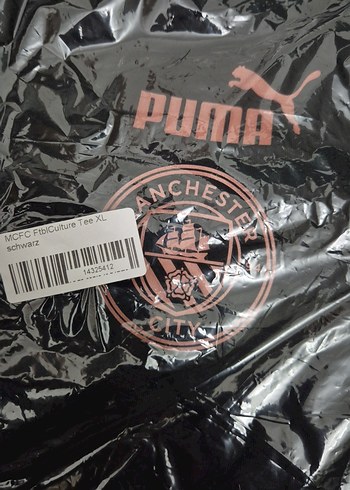 PUMA
MANCHESTER
CITY
MCFC FtblCulture Tee XL
schwarz
14325412